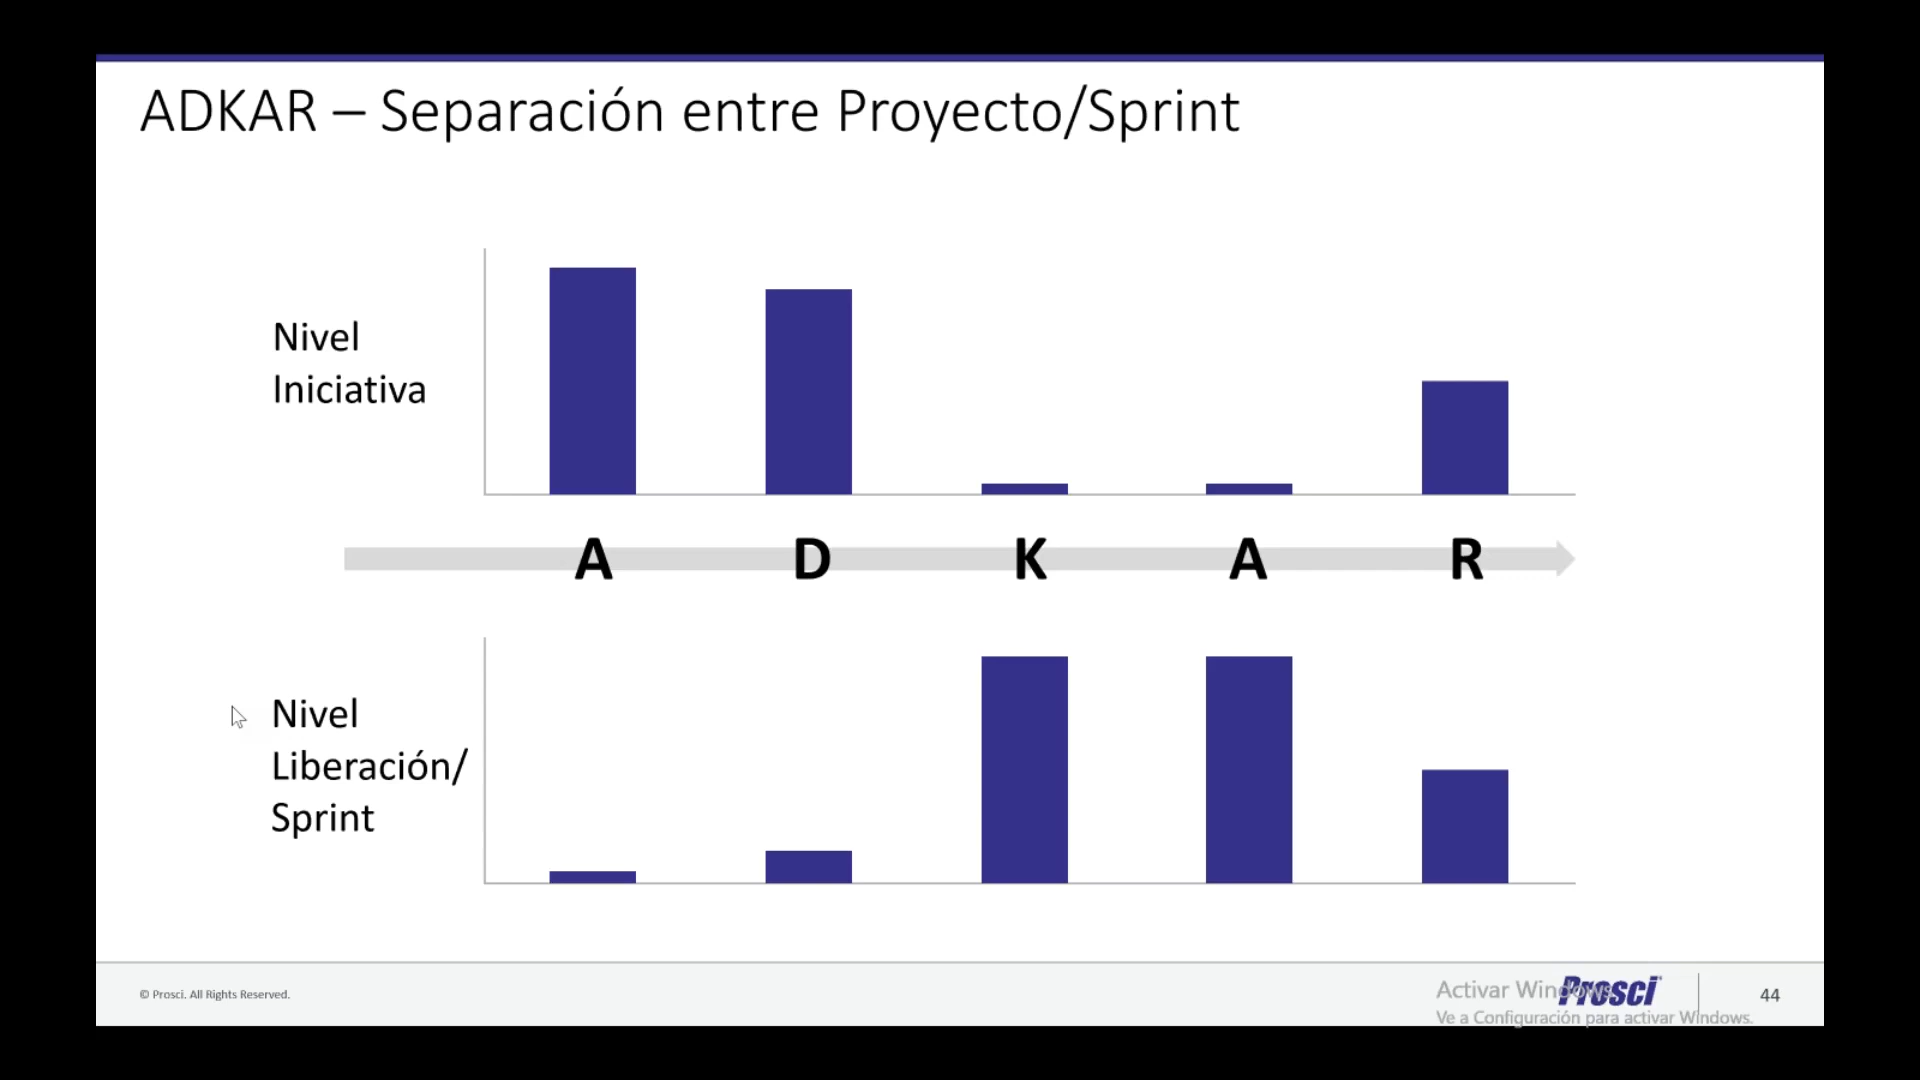 ADKAR – Separación entre Proyecto/Sprint
Nivel
Iniciativa
A D K A R
Nivel
Liberación/
Sprint
© Prosci. All Rights Reserved.
Activar Windows
Prosci
44
Ve a Configuración para activar Windows.